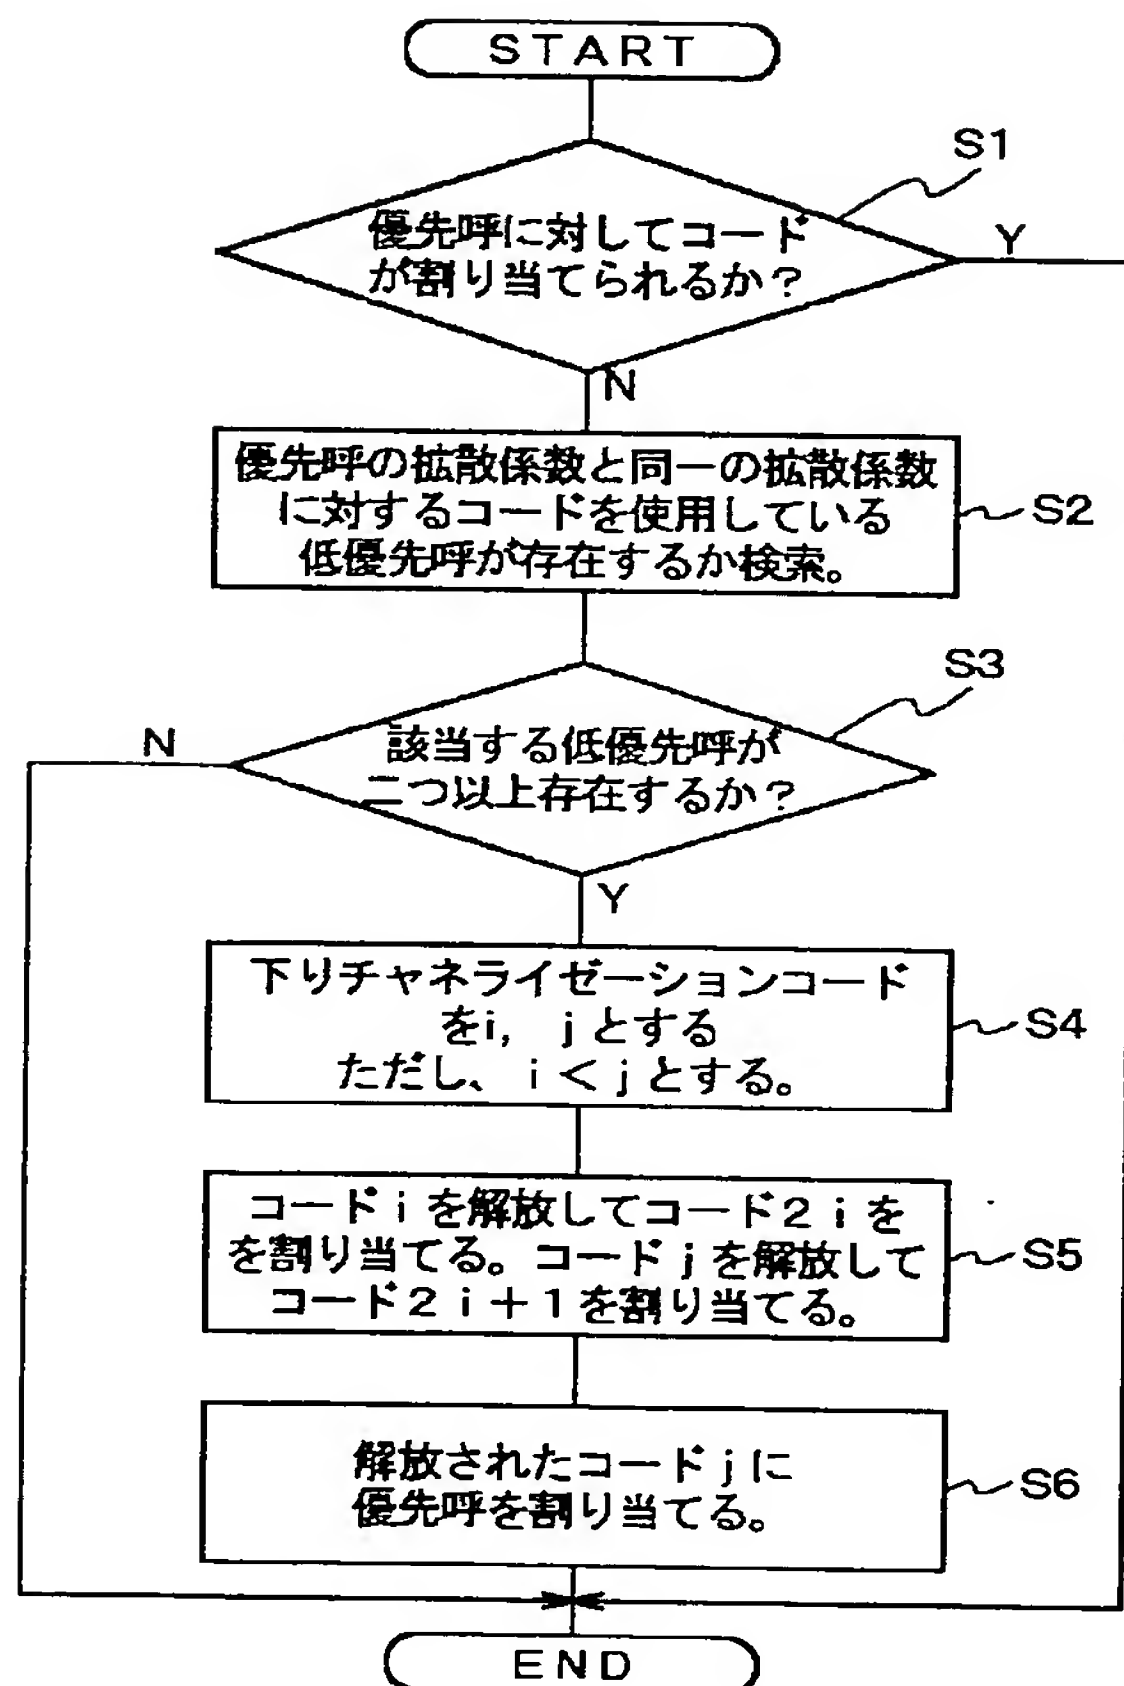 START
S1
優先呼に対してコード
が割り当てられるか？
Y
N
優先呼の拡散係数と同一の拡散係数
に対するコードを使用している
低優先呼が存在するか検索。
S2
S3
N
該当する低優先呼が
二つ以上存在するか？
Y
下りチャネライゼーションコード
をi, jとする
ただし、i＜jとする。
S4
コードiを解放してコード2iを
を割り当てる。コードjを解放して
コード2i＋1を割り当てる。
S5
解放されたコードjに
優先呼を割り当てる。
S6
END